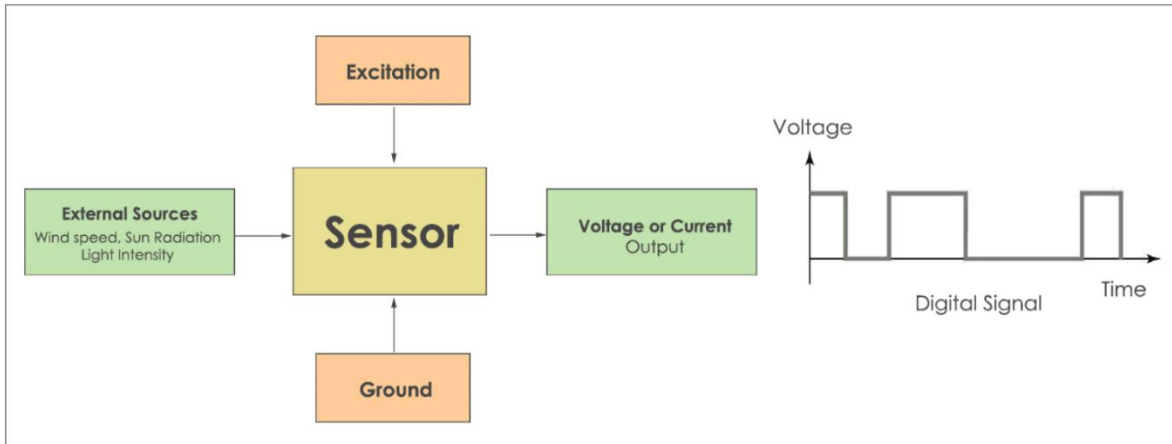 Excitation
External Sources
Wind speed, Sun Radiation
Light Intensity
Sensor
Voltage or Current
Output
Ground
Voltage
Time
Digital Signal